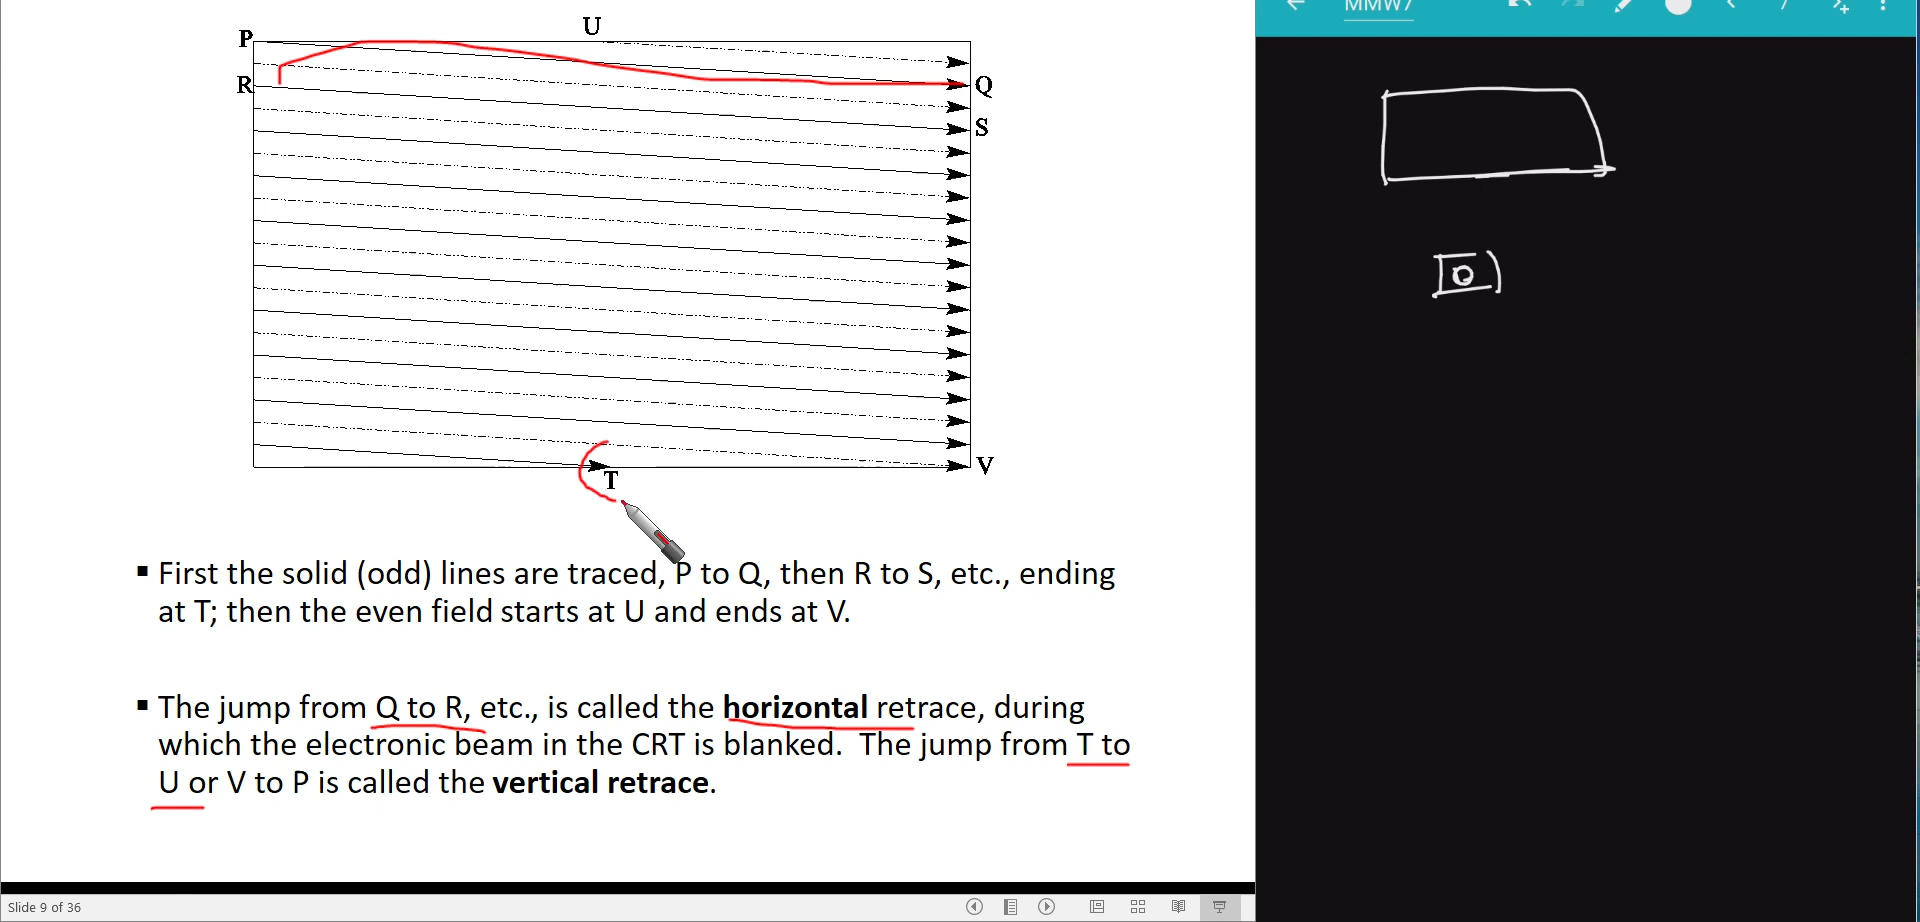 U
P
R
Q
S
T
V
▪ First the solid (odd) lines are traced, P to Q, then R to S, etc., ending
at T; then the even field starts at U and ends at V.
▪ The jump from Q to R, etc., is called the horizontal retrace, during
which the electronic beam in the CRT is blanked. The jump from T to
U or V to P is called the vertical retrace.
Slide 9 of 36
MMW7